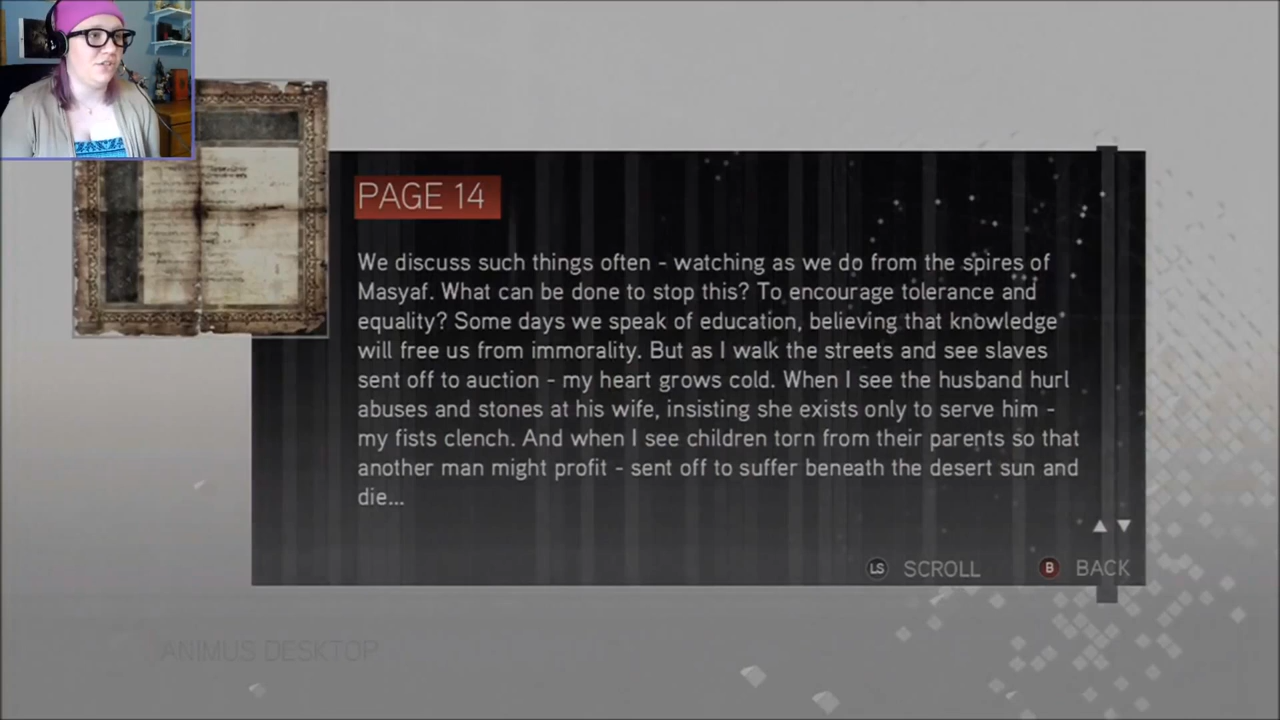 PAGE 14
We discuss such things often - watching as we do from the spires of
Masyaf. What can be done to stop this? To encourage tolerance and
equality? Some days we speak of education, believing that knowledge
will free us from immorality. But as I walk the streets and see slaves
sent off to auction - my heart grows cold. When I see the husband hurl
abuses and stones at his wife, insisting she exists only to serve him -
my fists clench. And when I see children torn from their parents so that
another man might profit - sent off to suffer beneath the desert sun and
die...
LS SCROLL B BACK
ANIMUS DESKTOP